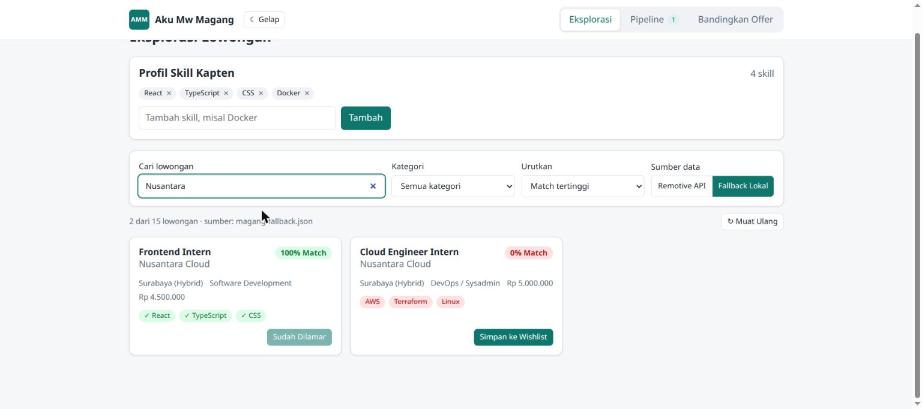 AMM Aku Mw Magang ☾ Gelap Eksplorasi Pipeline 1 Bandingkan Offer
Eksplorasi Lowongan
Profil Skill Kapten 4 skill
React × TypeScript × CSS × Docker ×
Tambah skill, misal Docker Tambah
Cari lowongan Kategori Urutkan Sumber data
Nusantara × Semua kategori Match tertinggi Remotive API Fallback Lokal
2 dari 15 lowongan · sumber: magang-fallback.json ↻ Muat Ulang
Frontend Intern 100% Match
Nusantara Cloud
Surabaya (Hybrid) Software Development
Rp 4.500.000
✓ React ✓ TypeScript ✓ CSS
Sudah Dilamar
Cloud Engineer Intern 0% Match
Nusantara Cloud
Surabaya (Hybrid) DevOps / Sysadmin Rp 5.000.000
AWS Terraform Linux
Simpan ke Wishlist